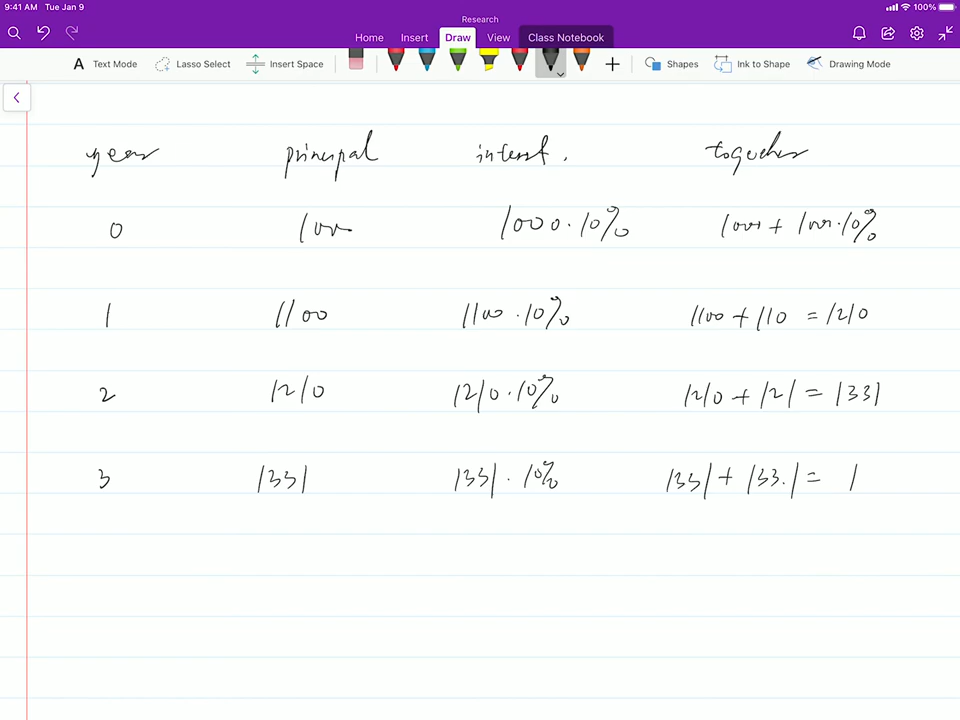 9:41 AM Tue Jan 9 100%
Research
Home Insert Draw View Class Notebook
Text Mode Lasso Select Insert Space Shapes Ink to Shape Drawing Mode
year principal interest. together
0 1000 1000·10% 1000 + 1000·10%
1 1100 1100·10% 1100 + 110 = 1210
2 1210 1210·10% 1210 + 121 = 1331
3 1331 1331·10% 1331 + 133.1 = 1